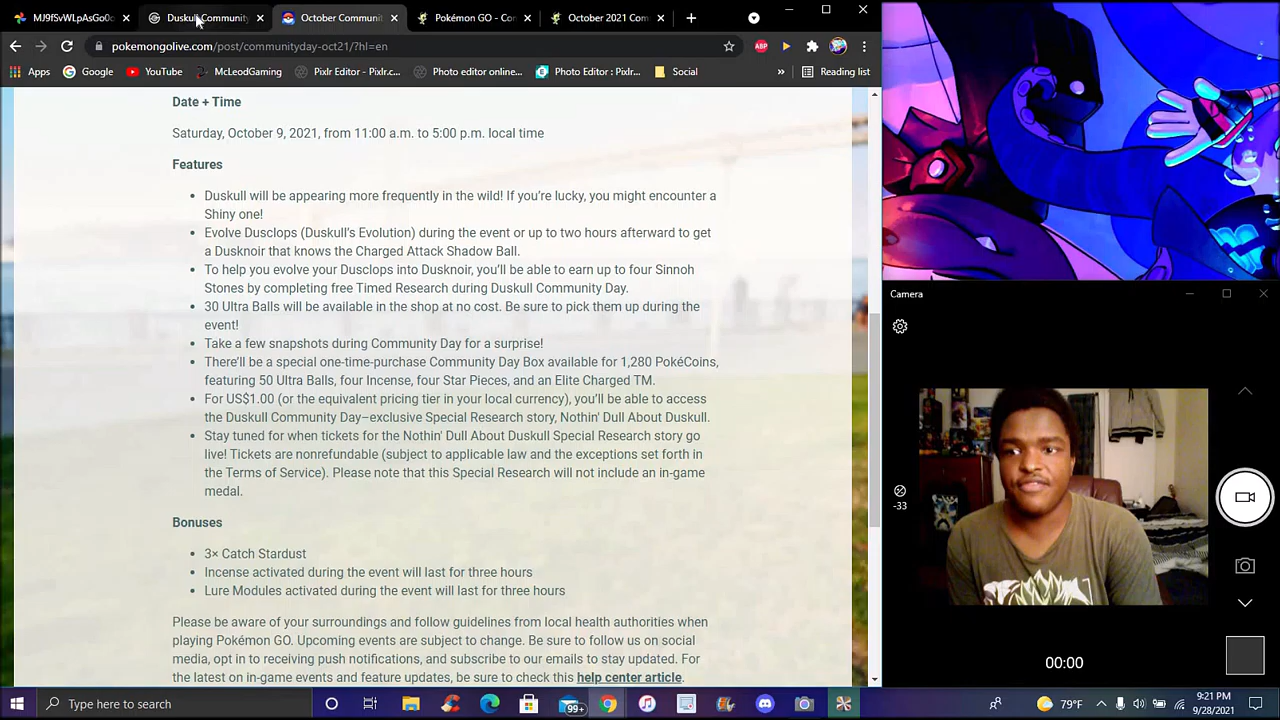 MJ9fSvWLpAsGo0c
Duskull Community
October Communit
Pokémon GO - Con
October 2021 Com
pokemongolive.com/post/communityday-oct21/?hl=en
ABP
Apps
Google
YouTube
McLeodGaming
Pixlr Editor - Pixlr.c...
Photo editor online...
Photo Editor : Pixlr...
Social
»
Reading list
Date + Time
Saturday, October 9, 2021, from 11:00 a.m. to 5:00 p.m. local time
Features
• Duskull will be appearing more frequently in the wild! If you're lucky, you might encounter a
Shiny one!
• Evolve Dusclops (Duskull's Evolution) during the event or up to two hours afterward to get
a Dusknoir that knows the Charged Attack Shadow Ball.
• To help you evolve your Dusclops into Dusknoir, you'll be able to earn up to four Sinnoh
Stones by completing free Timed Research during Duskull Community Day.
• 30 Ultra Balls will be available in the shop at no cost. Be sure to pick them up during the
event!
• Take a few snapshots during Community Day for a surprise!
• There'll be a special one-time-purchase Community Day Box available for 1,280 PokéCoins,
featuring 50 Ultra Balls, four Incense, four Star Pieces, and an Elite Charged TM.
• For US$1.00 (or the equivalent pricing tier in your local currency), you'll be able to access
the Duskull Community Day–exclusive Special Research story, Nothin' Dull About Duskull.
• Stay tuned for when tickets for the Nothin' Dull About Duskull Special Research story go
live! Tickets are nonrefundable (subject to applicable law and the exceptions set forth in
the Terms of Service). Please note that this Special Research will not include an in-game
medal.
Bonuses
• 3× Catch Stardust
• Incense activated during the event will last for three hours
• Lure Modules activated during the event will last for three hours
Please be aware of your surroundings and follow guidelines from local health authorities when
playing Pokémon GO. Upcoming events are subject to change. Be sure to follow us on social
media, opt in to receiving push notifications, and subscribe to our emails to stay updated. For
the latest on in-game events and feature updates, be sure to check this help center article.
Camera
-33
00:00
Type here to search
99+
79°F
9:21 PM
9/28/2021